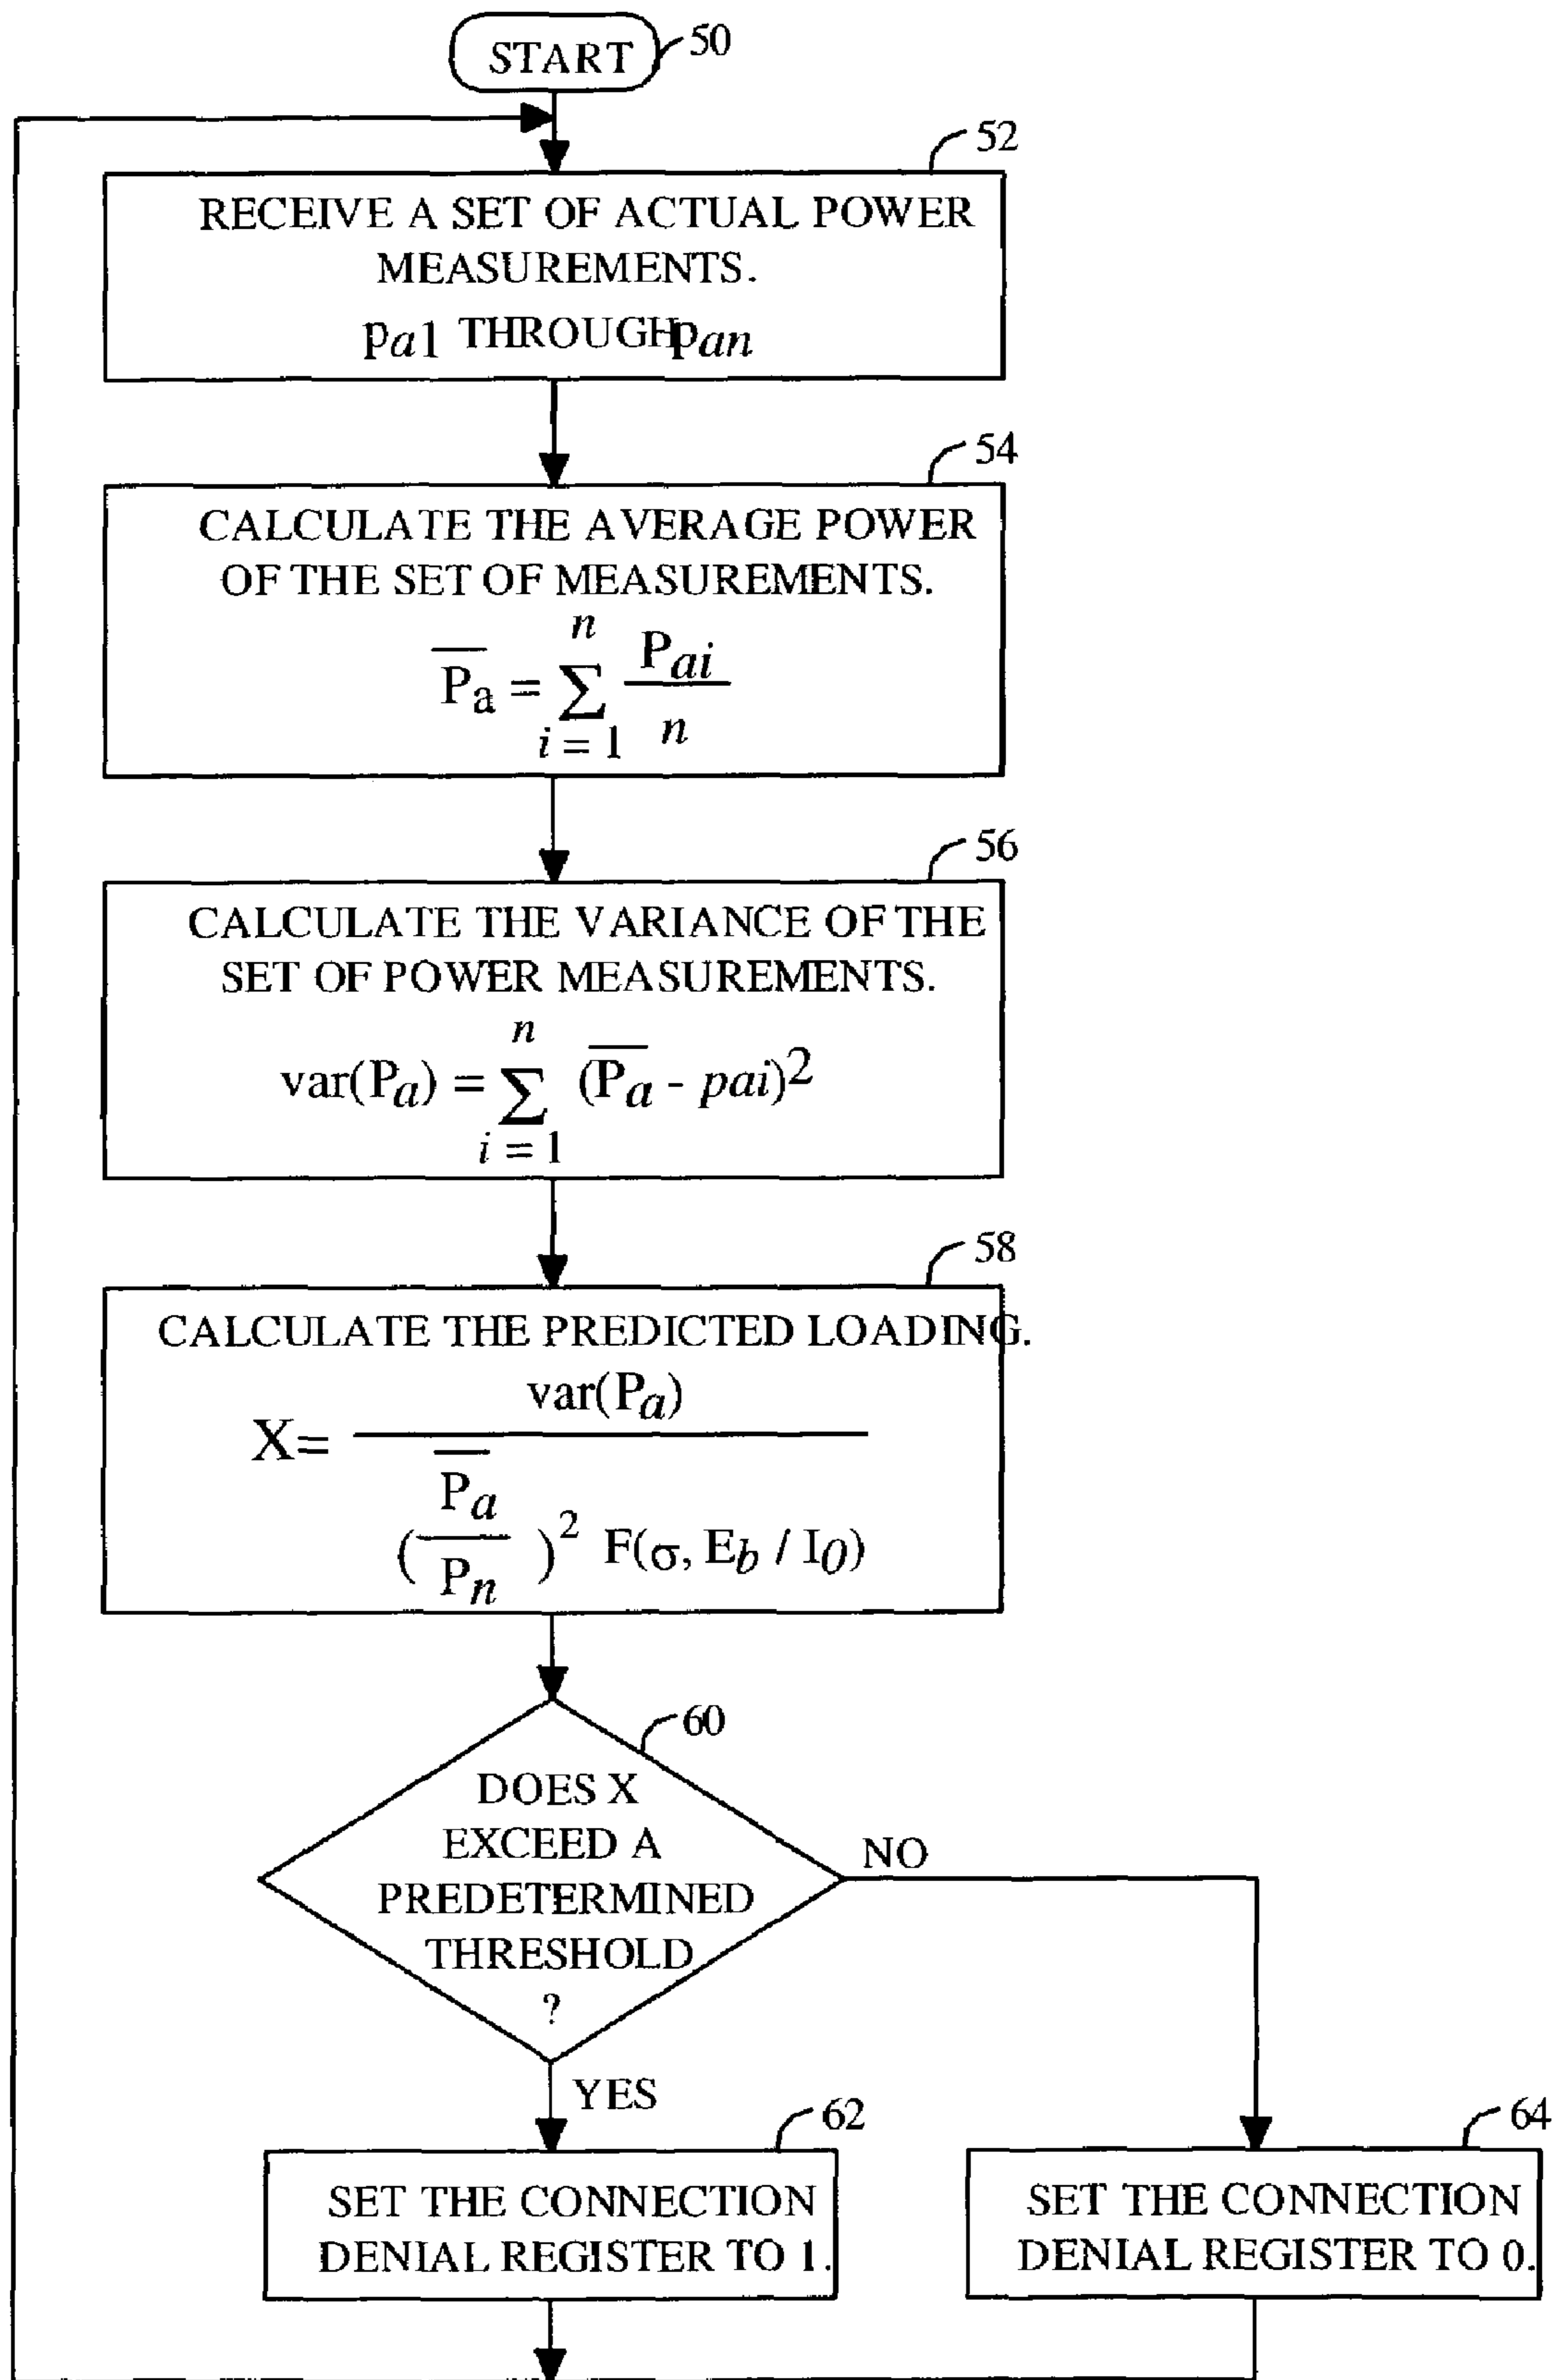 START
50
52
RECEIVE A SET OF ACTUAL POWER
MEASUREMENTS.
pa1 THROUGH pan
54
CALCULATE THE AVERAGE POWER
OF THE SET OF MEASUREMENTS.
P̅a = ∑ i = 1 n Pai / n
56
CALCULATE THE VARIANCE OF THE
SET OF POWER MEASUREMENTS.
var(Pa) = ∑ i = 1 n (P̅a - pai)²
58
CALCULATE THE PREDICTED LOADING.
X = var(Pa) / (P̅a / Pn)² F(σ, Eb / I0)
60
DOES X
EXCEED A
PREDETERMINED
THRESHOLD
?
NO
YES
62
SET THE CONNECTION
DENIAL REGISTER TO 1.
64
SET THE CONNECTION
DENIAL REGISTER TO 0.